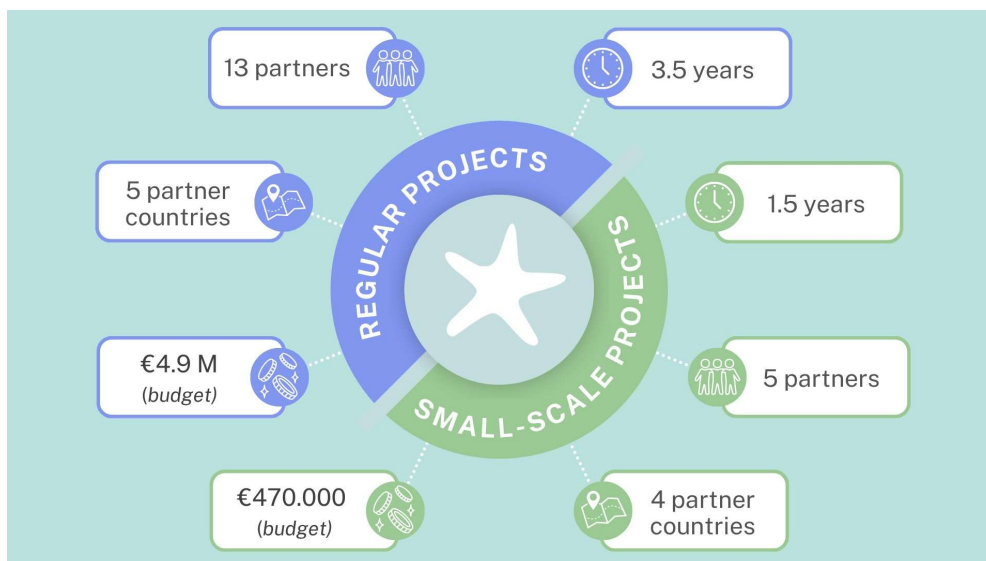 13 partners
3.5 years
5 partner
countries
1.5 years
REGULAR PROJECTS
SMALL-SCALE PROJECTS
€4.9 M
(budget)
5 partners
€470.000
(budget)
4 partner
countries